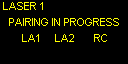 LASER 1
PAIRING IN PROGRESS
LA1 LA2 RC